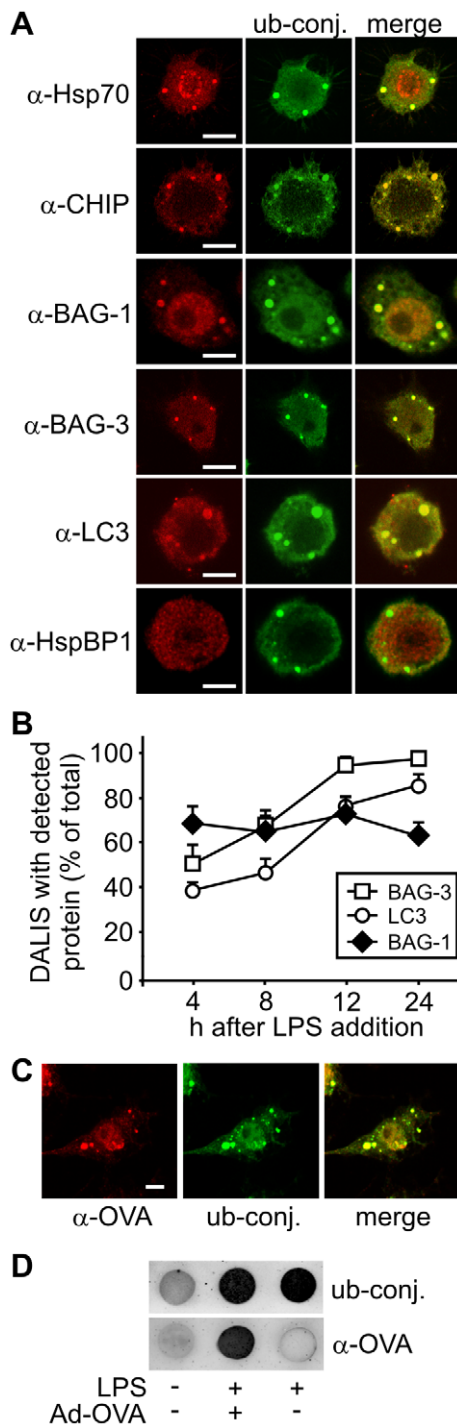 A
ub-conj. merge
α-Hsp70
α-CHIP
α-BAG-1
α-BAG-3
α-LC3
α-HspBP1
B
DALIS with detected
protein (% of total)
100
80
60
40
20
0
BAG-3
LC3
BAG-1
4 8 12 24
h after LPS addition
C
α-OVA ub-conj. merge
D
ub-conj.
α-OVA
LPS - + +
Ad-OVA - + -